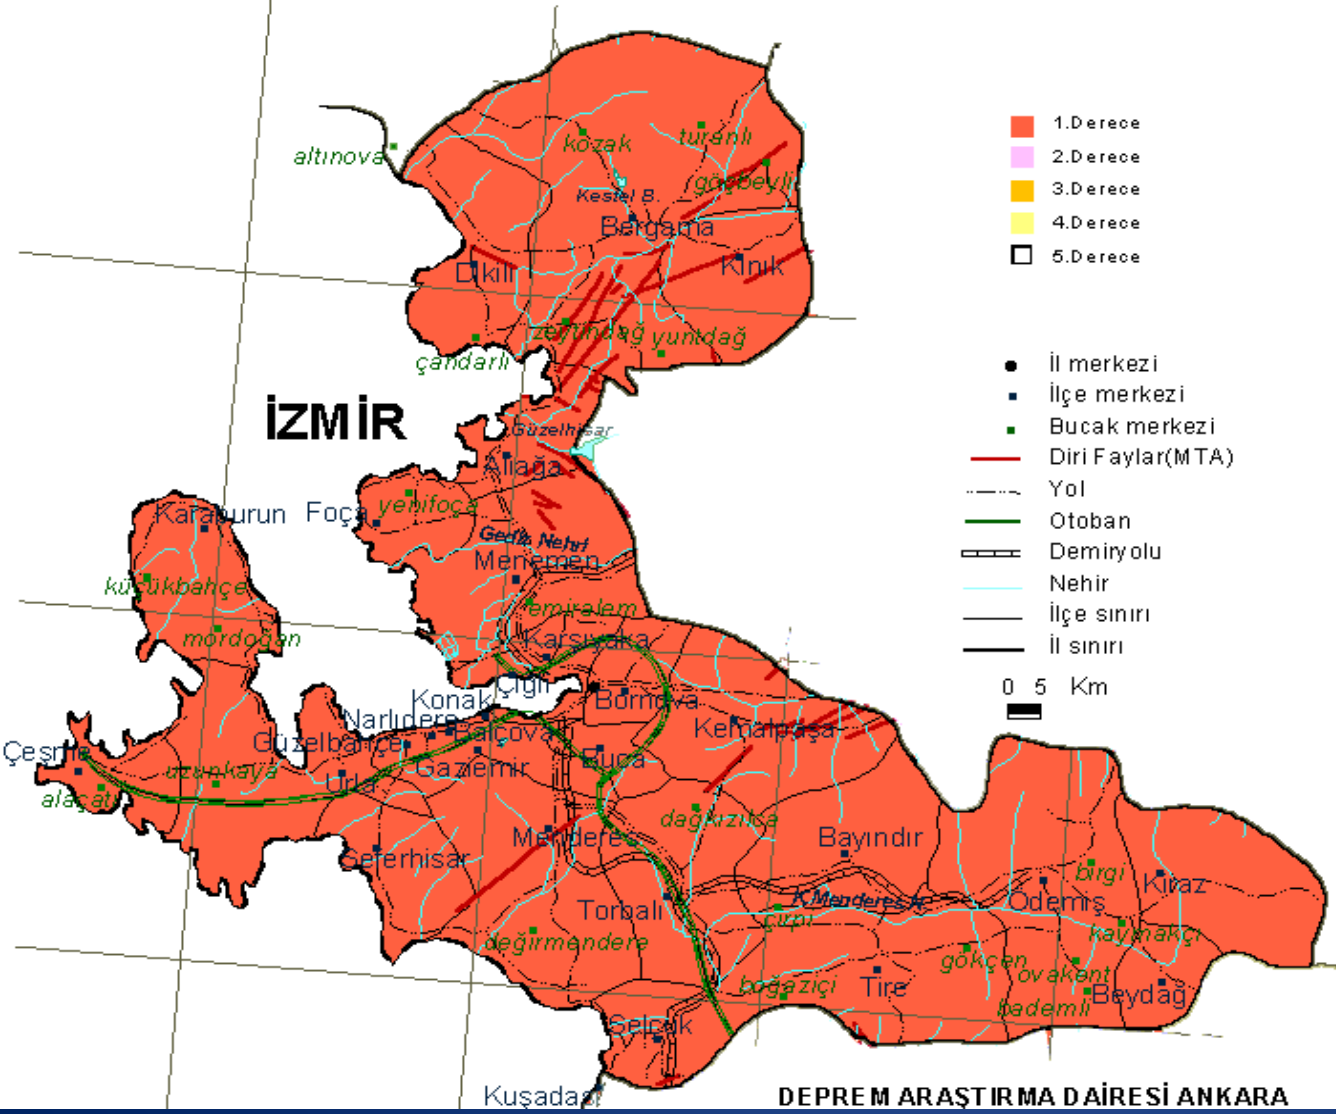 altınova
kozak
turanlı
göçbeyli
Kestel B.
Bergama
Dikili
Kınık
zeytindağ
yuntdağ
çandarlı
İZMİR
Güzelhisar
Aliağa
yenifoça
Foça
Karaburun
Gediz Nehri
Menemen
küçükbahçe
emiralem
mordoğan
Karşıyaka
Çiğli
Konak
Bornova
Narlıdere
Balçova
Kemalpaşa
Güzelbahçe
Çeşme
Gaziemir
Buca
uzunkaya
Urla
alaçatı
dağkızılca
Menderes
Bayındır
Seferhisar
birgi
Kiraz
Ödemiş
K.Menderes N.
Torbalı
çırpı
kaymakçı
değirmendere
gökçen
ovakent
boğaziçi
Tire
Beydağ
bademli
Selçuk
Kuşadası
1.Derece
2.Derece
3.Derece
4.Derece
5.Derece
İl merkezi
İlçe merkezi
Bucak merkezi
Diri Faylar(MTA)
Yol
Otoban
Demiryolu
Nehir
İlçe sınırı
İl sınırı
0 5 Km
DEPREM ARAŞTIRMA DAİRESİ ANKARA